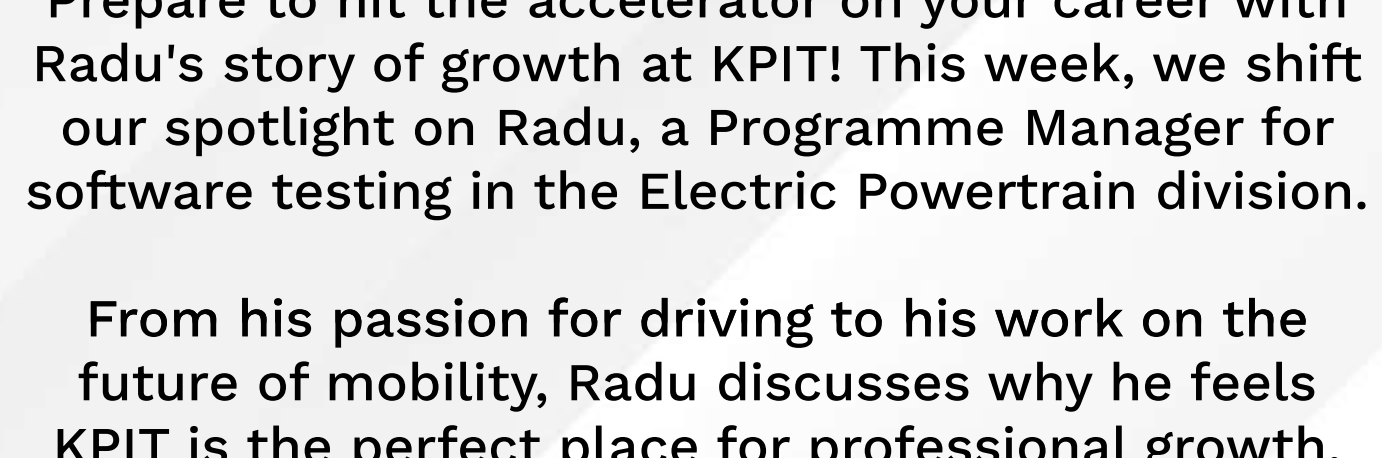 Prepare to hit the accelerator on your career with
Radu's story of growth at KPIT! This week, we shift
our spotlight on Radu, a Programme Manager for
software testing in the Electric Powertrain division.
From his passion for driving to his work on the
future of mobility, Radu discusses why he feels
KPIT is the perfect place for professional growth.